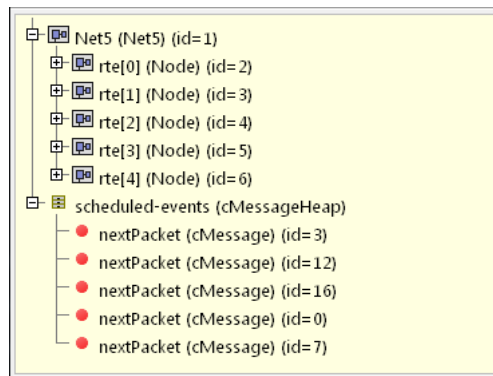 Net5 (Net5) (id=1)
rte[0] (Node) (id=2)
rte[1] (Node) (id=3)
rte[2] (Node) (id=4)
rte[3] (Node) (id=5)
rte[4] (Node) (id=6)
scheduled-events (cMessageHeap)
nextPacket (cMessage) (id=3)
nextPacket (cMessage) (id=12)
nextPacket (cMessage) (id=16)
nextPacket (cMessage) (id=0)
nextPacket (cMessage) (id=7)